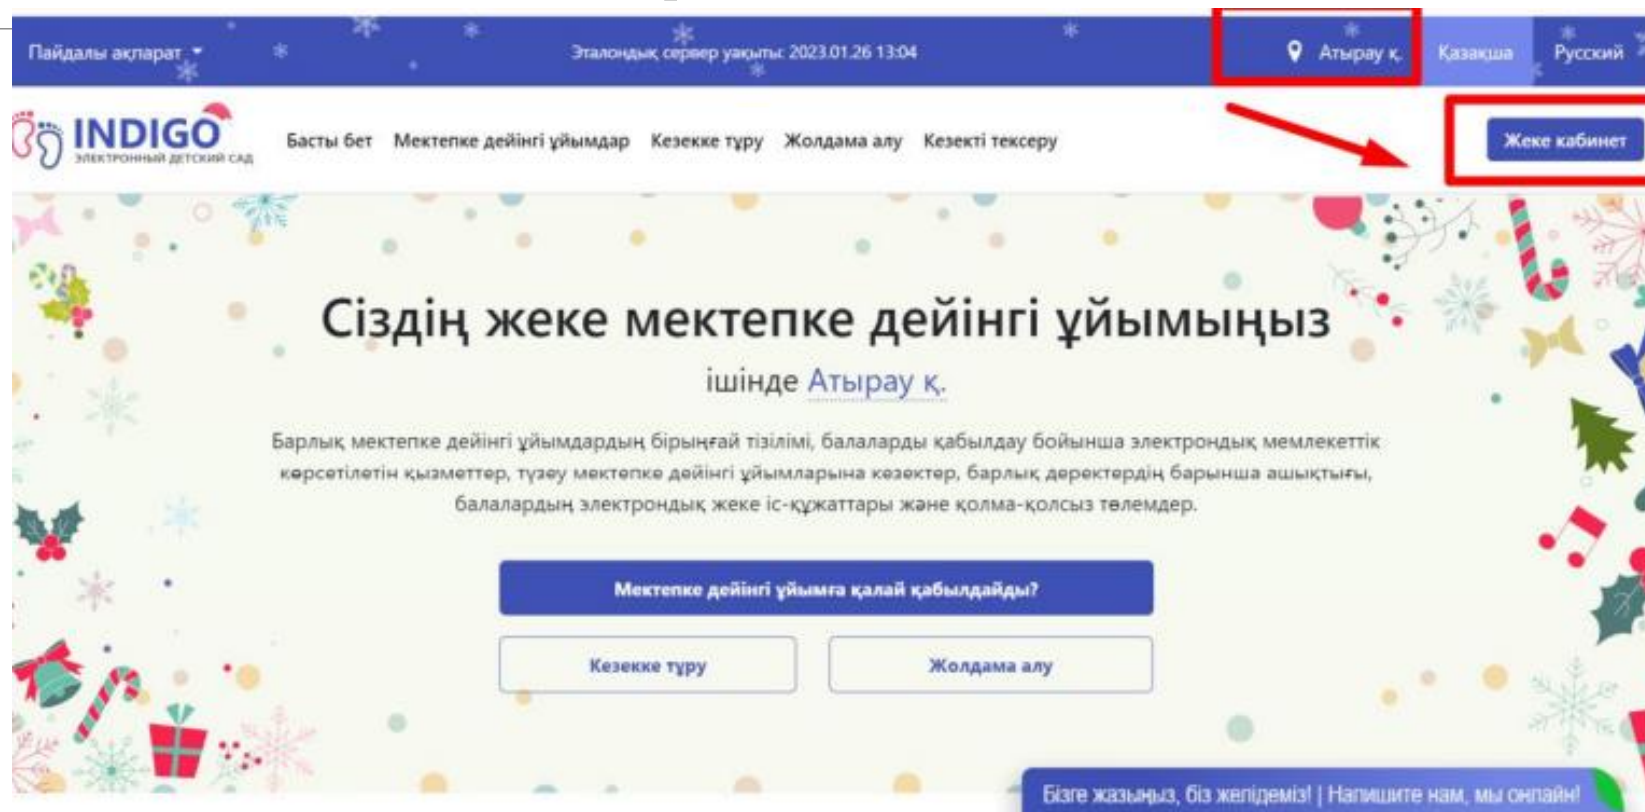 Пайдалы ақпарат
Эталондық сервер уақыты: 2023.01.26 13:04
Атырау қ.
Қазақша
Русский
INDIGO
ЭЛЕКТРОННЫЙ ДЕТСКИЙ САД
Басты бет
Мектепке дейінгі ұйымдар
Кезекке тұру
Жолдама алу
Кезекті тексеру
Жеке кабинет
Сіздің жеке мектепке дейінгі ұйымыңыз
ішінде Атырау қ.
Барлық мектепке дейінгі ұйымдардың бірыңғай тізілімі, балаларды қабылдау бойынша электрондық мемлекеттік
көрсетілетін қызметтер, түзеу мектепке дейінгі ұйымларына кезектер, барлық деректердің барынша ашықтығы,
балалардың электрондық жеке іс-құжаттары және қолма-қолсыз төлемдер.
Мектепке дейінгі ұйымға қалай қабылдайды?
Кезекке тұру
Жолдама алу
Бізге жазыңыз, біз желідеміз! | Напишите нам, мы онлайн!